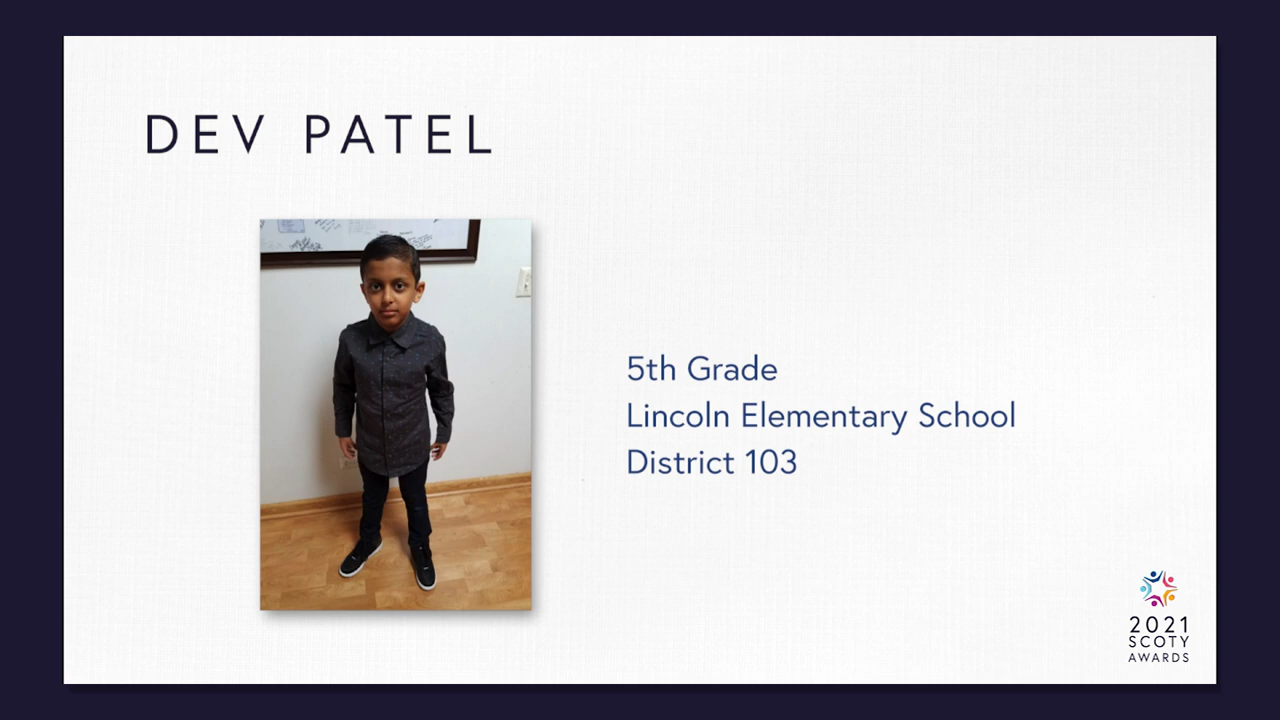 DEV PATEL
5th Grade
Lincoln Elementary School
District 103
2021
SCOTY
AWARDS